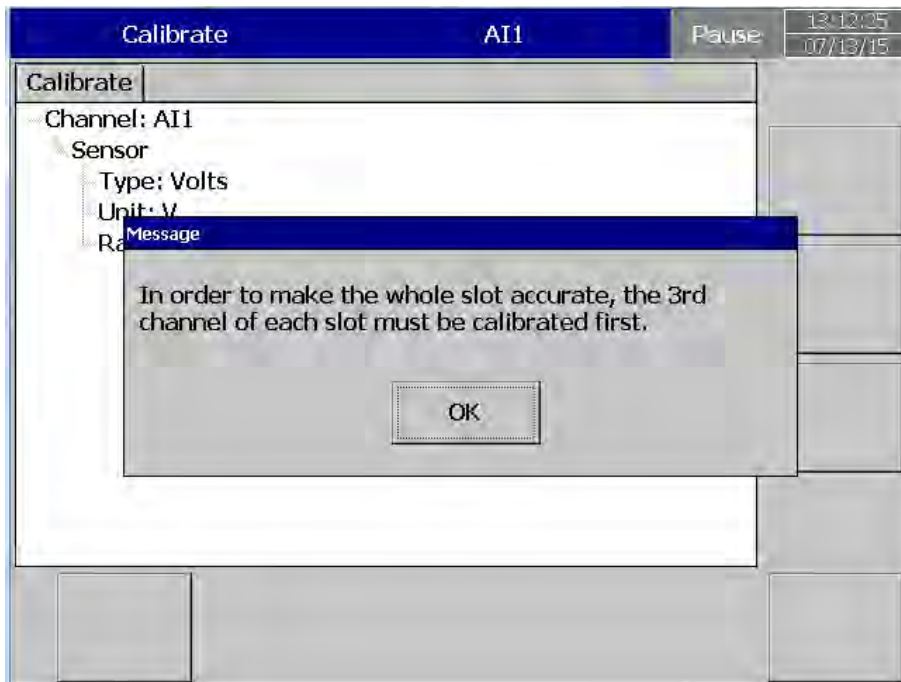 Calibrate AI1 Pause 13:12:25
07/13/15
Calibrate
Channel: AI1
Sensor
Type: Volts
Unit: V
Ra
Message
In order to make the whole slot accurate, the 3rd
channel of each slot must be calibrated first.
OK